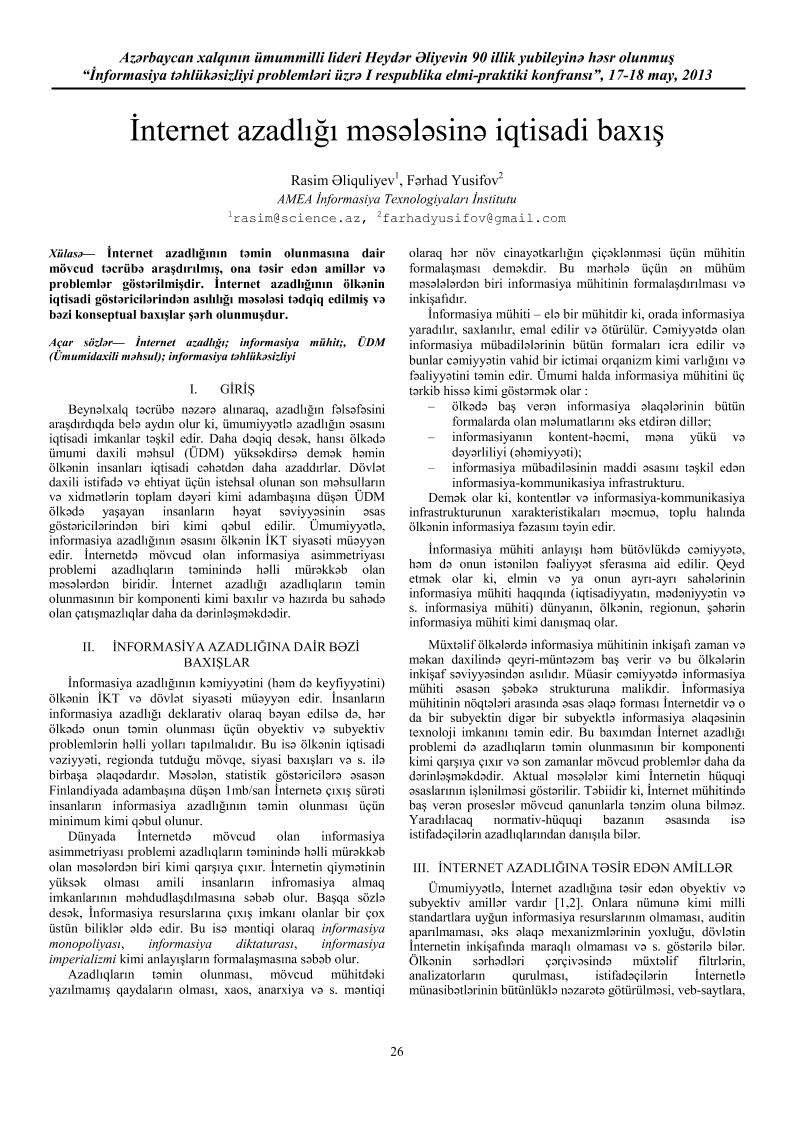 Azərbaycan xalqının ümummilli lideri Heydər Əliyevin 90 illik yubileyinə həsr olunmuş
“İnformasiya təhlükəsizliyi problemləri üzrə I respublika elmi-praktiki konfransı”, 17-18 may, 2013
İnternet azadlığı məsələsinə iqtisadi baxış
Rasim Əliquliyev1, Fərhad Yusifov2
AMEA İnformasiya Texnologiyaları İnstitutu
1rasim@science.az, 2farhadyusifov@gmail.com
Xülasə— İnternet azadlığının təmin olunmasına dair
mövcud təcrübə araşdırılmış, ona təsir edən amillər və
problemlər göstərilmişdir. İnternet azadlığının ölkənin
iqtisadi göstəricilərindən asılılığı məsələsi tədqiq edilmiş və
bəzi konseptual baxışlar şərh olunmuşdur.
Açar sözlər— İnternet azadlığı; informasiya mühit;, ÜDM
(Ümumidaxili məhsul); informasiya təhlükəsizliyi
I. GİRİŞ
Beynəlxalq təcrübə nəzərə alınaraq, azadlığın fəlsəfəsini
araşdırdıqda belə aydın olur ki, ümumiyyətlə azadlığın əsasını
iqtisadi imkanlar təşkil edir. Daha dəqiq desək, hansı ölkədə
ümumi daxili məhsul (ÜDM) yüksəkdirsə demək həmin
ölkənin insanları iqtisadi cəhətdən daha azaddırlar. Dövlət
daxili istifadə və ehtiyat üçün istehsal olunan son məhsulların
və xidmətlərin toplam dəyəri kimi adambaşına düşən ÜDM
ölkədə yaşayan insanların həyat səviyyəsinin əsas
göstəricilərindən biri kimi qəbul edilir. Ümumiyyətlə,
informasiya azadlığının əsasını ölkənin İKT siyasəti müəyyən
edir. İnternetdə mövcud olan informasiya asimmetriyası
problemi azadlıqların təminində həlli mürəkkəb olan
məsələrdən biridir. İnternet azadlığı azadlıqların təmin
olunmasının bir komponenti kimi baxılır və hazırda bu sahədə
olan çatışmazlıqlar daha da dərinləşməkdədir.
II. İNFORMASİYA AZADLIĞINA DAİR BƏZİ
BAXIŞLAR
İnformasiya azadlığının kəmiyyətini (həm də keyfiyyətini)
ölkənin İKT və dövlət siyasəti müəyyən edir. İnsanların
informasiya azadlığı deklarativ olaraq bəyan edilsə də, hər
ölkədə onun təmin olunması üçün obyektiv və subyektiv
problemlərin həlli yolları tapılmalıdır. Bu isə ölkənin iqtisadi
vəziyyəti, regionda tutduğu mövqe, siyasi baxışları və s. ilə
birbaşa əlaqədardır. Məsələn, statistik göstəricilərə əsasən
Finlandiyada adambaşına düşən 1mb/san İnternetə çıxış sürəti
insanların informasiya azadlığının təmin olunması üçün
minimum kimi qəbul olunur.
Dünyada İnternetdə mövcud olan informasiya
asimmetriyası problemi azadlıqların təminində həlli mürəkkəb
olan məsələrdən biri kimi qarşıya çıxır. İnternetin qiymətinin
yüksək olması amili insanların infromasiya almaq
imkanlarının məhdudlaşdılmasına səbəb olur. Başqa sözlə
desək, İnformasiya resurslarına çıxış imkanı olanlar bir çox
üstün biliklər əldə edir. Bu isə məntiqi olaraq informasiya
monopoliyası, informasiya diktaturası, informasiya
imperializmi kimi anlayışların formalaşmasına səbəb olur.
Azadlıqların təmin olunması, mövcud mühitdəki
yazılmamış qaydaların olması, xaos, anarxiya və s. məntiqi
olaraq hər növ cinayətkarlığın çiçəklənməsi üçün mühitin
formalaşması deməkdir. Bu mərhələ üçün ən mühüm
məsələlərdən biri informasiya mühitinin formalaşdırılması və
inkişafıdır.
İnformasiya mühiti – elə bir mühitdir ki, orada informasiya
yaradılır, saxlanılır, emal edilir və ötürülür. Cəmiyyətdə olan
informasiya mübadilələrinin bütün formaları icra edilir və
bunlar cəmiyyətin vahid bir ictimai orqanizm kimi varlığını və
fəaliyyətini təmin edir. Ümumi halda informasiya mühitini üç
tərkib hissə kimi göstərmək olar :
– ölkədə baş verən informasiya əlaqələrinin bütün
formalarda olan məlumatlarını əks etdirən dillər;
– informasiyanın kontent-həcmi, məna yükü və
dəyərliliyi (əhəmiyyəti);
– informasiya mübadiləsinin maddi əsasını təşkil edən
informasiya-kommunikasiya infrastrukturu.
Demək olar ki, kontentlər və informasiya-kommunikasiya
infrastrukturunun xarakteristikaları məcmuə, toplu halında
ölkənin informasiya fəzasını təyin edir.
İnformasiya mühiti anlayışı həm bütövlükdə cəmiyyətə,
həm də onun istənilən fəaliyyət sferasına aid edilir. Qeyd
etmək olar ki, elmin və ya onun ayrı-ayrı sahələrinin
informasiya mühiti haqqında (iqtisadiyyatın, mədəniyyətin və
s. informasiya mühiti) dünyanın, ölkənin, regionun, şəhərin
informasiya mühiti kimi danışmaq olar.
Müxtəlif ölkələrdə informasiya mühitinin inkişafı zaman və
məkan daxilində qeyri-müntəzəm baş verir və bu ölkələrin
inkişaf səviyyəsindən asılıdır. Müasir cəmiyyətdə informasiya
mühiti əsasən şəbəkə strukturuna malikdir. İnformasiya
mühitinin nöqtələri arasında əsas əlaqə forması İnternetdir və o
da bir subyektin digər bir subyektlə informasiya əlaqəsinin
texnoloji imkanını təmin edir. Bu baxımdan İnternet azadlığı
problemi də azadlıqların təmin olunmasının bir komponenti
kimi qarşıya çıxır və son zamanlar mövcud problemlər daha da
dərinləşməkdədir. Aktual məsələlər kimi İnternetin hüquqi
əsaslarının işlənilməsi göstərilir. Təbiidir ki, İnternet mühitində
baş verən proseslər mövcud qanunlarla tənzim oluna bilməz.
Yaradılacaq normativ-hüquqi bazanın əsasında isə
istifadəçilərin azadlıqlarından danışıla bilər.
III. İNTERNET AZADLIĞINA TƏSİR EDƏN AMİLLƏR
Ümumiyyətlə, İnternet azadlığına təsir edən obyektiv və
subyektiv amillər vardır [1,2]. Onlara nümunə kimi milli
standartlara uyğun informasiya resurslarının olmaması, auditin
aparılmaması, əks əlaqə mexanizmlərinin yoxluğu, dövlətin
İnternetin inkişafında maraqlı olmaması və s. göstərilə bilər.
Ölkənin sərhədləri çərçivəsində müxtəlif filtrlərin,
analizatorların qurulması, istifadəçilərin İnternetlə
münasibətlərinin bütünlüklə nəzarətə götürülməsi, veb-saytlara,
26